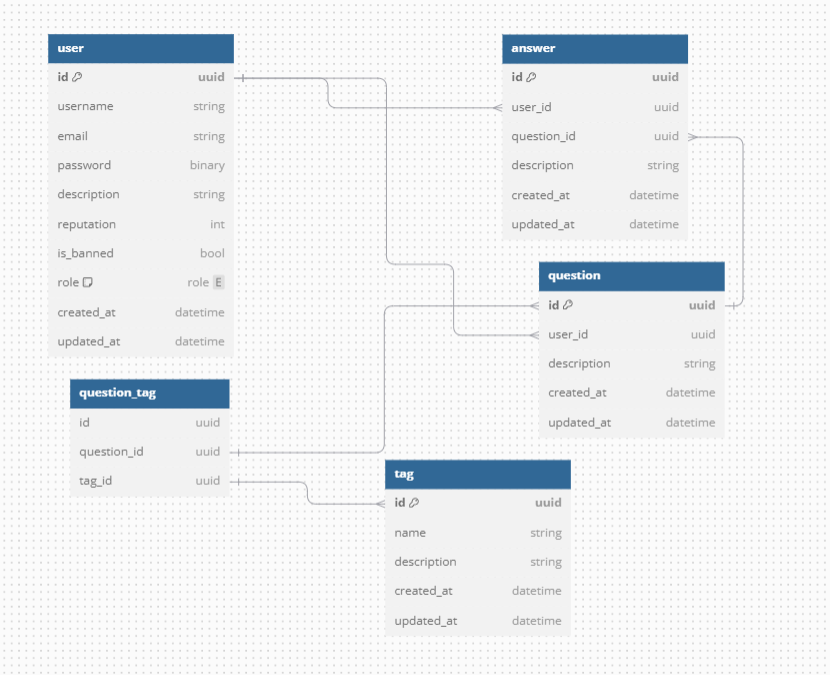 user
id uuid
username string
email string
password binary
description string
reputation int
is_banned bool
role role E
created_at datetime
updated_at datetime
answer
id uuid
user_id uuid
question_id uuid
description string
created_at datetime
updated_at datetime
question
id uuid
user_id uuid
description string
created_at datetime
updated_at datetime
question_tag
id uuid
question_id uuid
tag_id uuid
tag
id uuid
name string
description string
created_at datetime
updated_at datetime